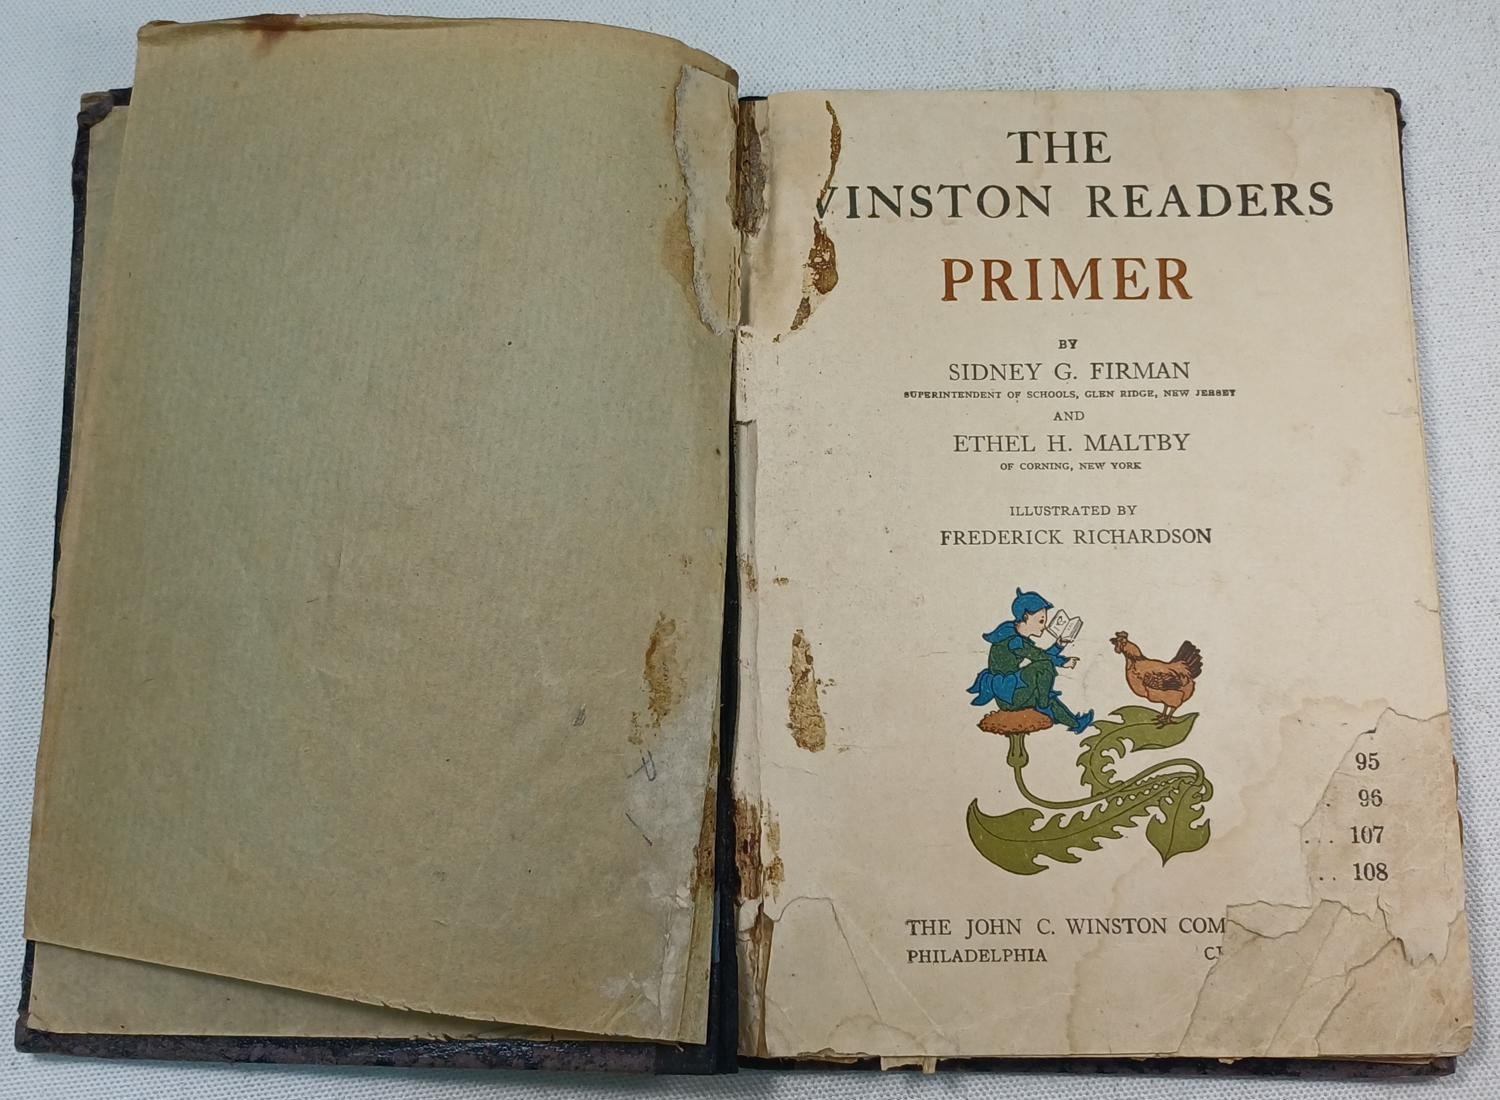 THE
WINSTON READERS
PRIMER
BY
SIDNEY G. FIRMAN
SUPERINTENDENT OF SCHOOLS, GLEN RIDGE, NEW JERSEY
AND
ETHEL H. MALTBY
OF CORNING, NEW YORK
ILLUSTRATED BY
FREDERICK RICHARDSON
95
. 96
... 107
.. 108
THE JOHN C. WINSTON COM
PHILADELPHIA